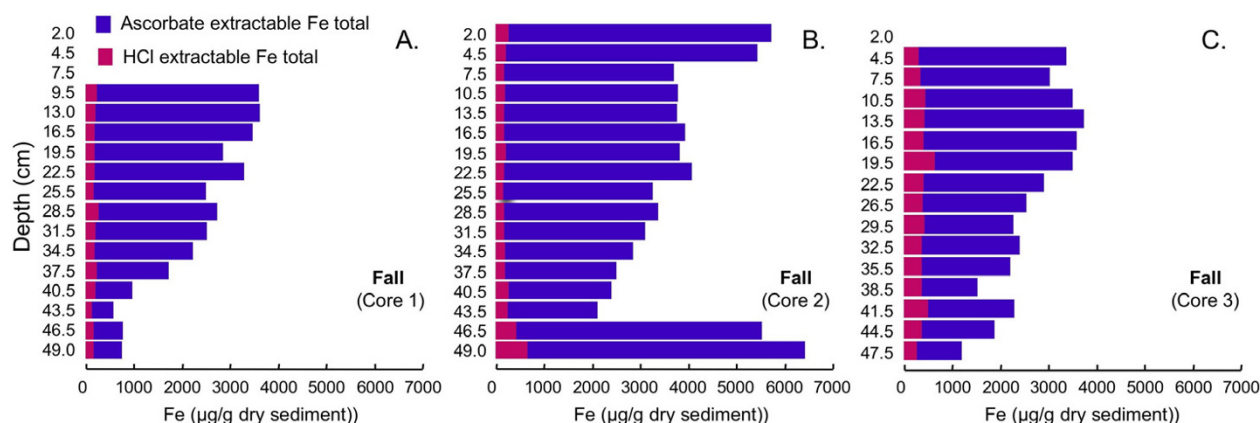 Ascorbate extractable Fe total
HCl extractable Fe total
A.
Depth (cm)
2.0
4.5
7.5
9.5
13.0
16.5
19.5
22.5
25.5
28.5
31.5
34.5
37.5
40.5
43.5
46.5
49.0
Fall
(Core 1)
0 1000 2000 3000 4000 5000 6000 7000
Fe (µg/g dry sediment))
B.
2.0
4.5
7.5
10.5
13.5
16.5
19.5
22.5
25.5
28.5
31.5
34.5
37.5
40.5
43.5
46.5
49.0
Fall
(Core 2)
0 1000 2000 3000 4000 5000 6000 7000
Fe (µg/g dry sediment))
C.
2.0
4.5
7.5
10.5
13.5
16.5
19.5
22.5
26.5
29.5
32.5
35.5
38.5
41.5
44.5
47.5
Fall
(Core 3)
0 1000 2000 3000 4000 5000 6000 7000
Fe (µg/g dry sediment))